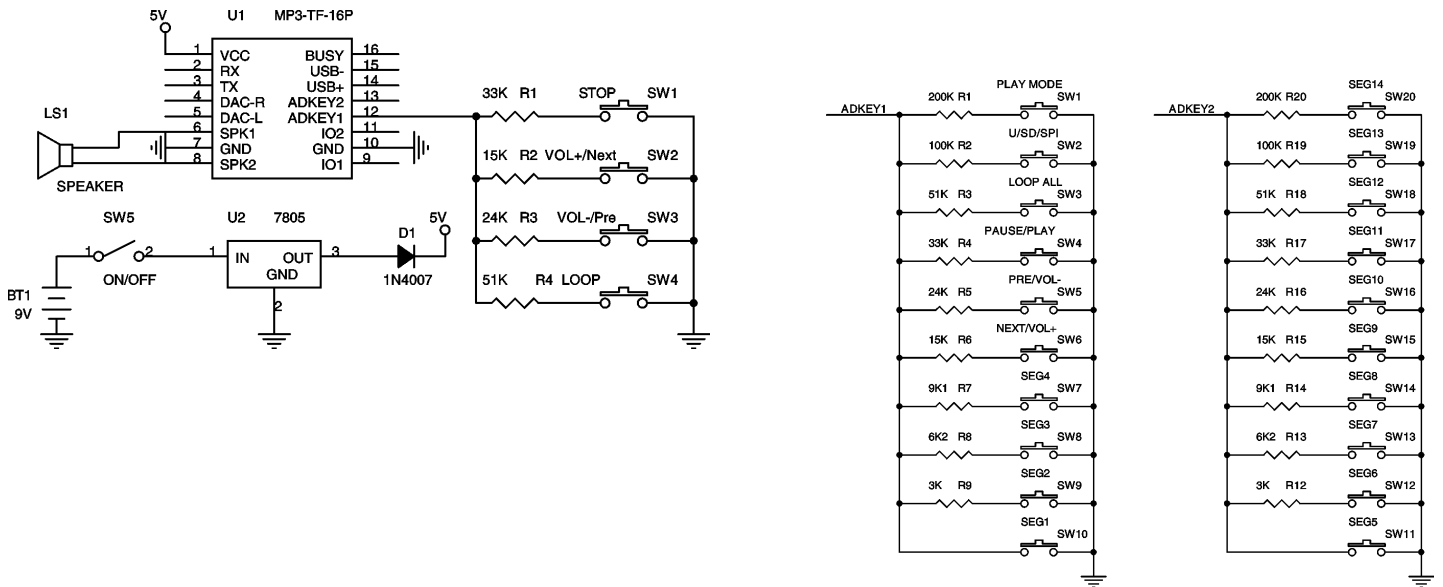 5V
U1 MP3-TF-16P
1 VCC BUSY 16
2 RX USB- 15
3 TX USB+ 14
4 DAC-R ADKEY2 13
5 DAC-L ADKEY1 12
6 SPK1 IO2 11
7 GND GND 10
8 SPK2 IO1 9
LS1
SPEAKER
33K R1 STOP SW1
15K R2 VOL+/Next SW2
24K R3 VOL-/Pre SW3
51K R4 LOOP SW4
SW5
1 2
ON/OFF
BT1
9V
U2 7805
1 IN OUT 3
GND
2
D1
1N4007
5V
ADKEY1
PLAY MODE
200K R1 SW1
U/SD/SPI
100K R2 SW2
LOOP ALL
51K R3 SW3
PAUSE/PLAY
33K R4 SW4
PRE/VOL-
24K R5 SW5
NEXT/VOL+
15K R6 SW6
SEG4
9K1 R7 SW7
SEG3
6K2 R8 SW8
SEG2
3K R9 SW9
SEG1
SW10
ADKEY2
SEG14
200K R20 SW20
SEG13
100K R19 SW19
SEG12
51K R18 SW18
SEG11
33K R17 SW17
SEG10
24K R16 SW16
SEG9
15K R15 SW15
SEG8
9K1 R14 SW14
SEG7
6K2 R13 SW13
SEG6
3K R12 SW12
SEG5
SW11